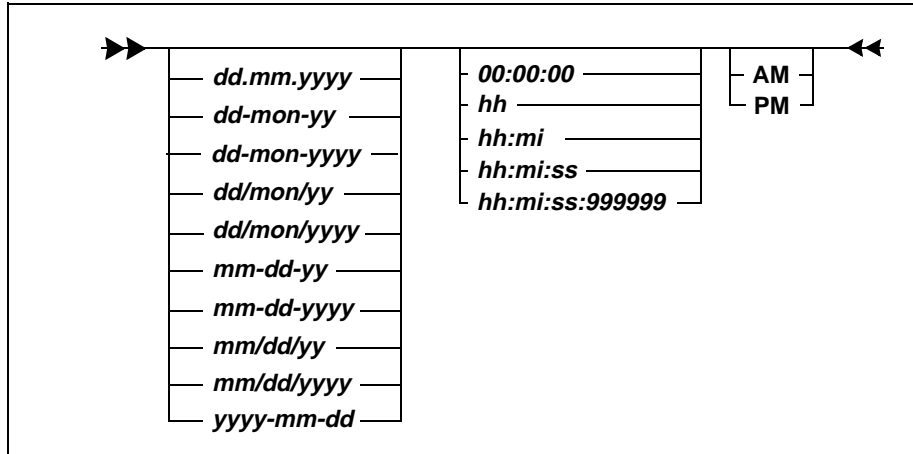 dd.mm.yyyy
dd-mon-yy
dd-mon-yyyy
dd/mon/yy
dd/mon/yyyy
mm-dd-yy
mm-dd-yyyy
mm/dd/yy
mm/dd/yyyy
yyyy-mm-dd
00:00:00
hh
hh:mi
hh:mi:ss
hh:mi:ss:999999
AM
PM